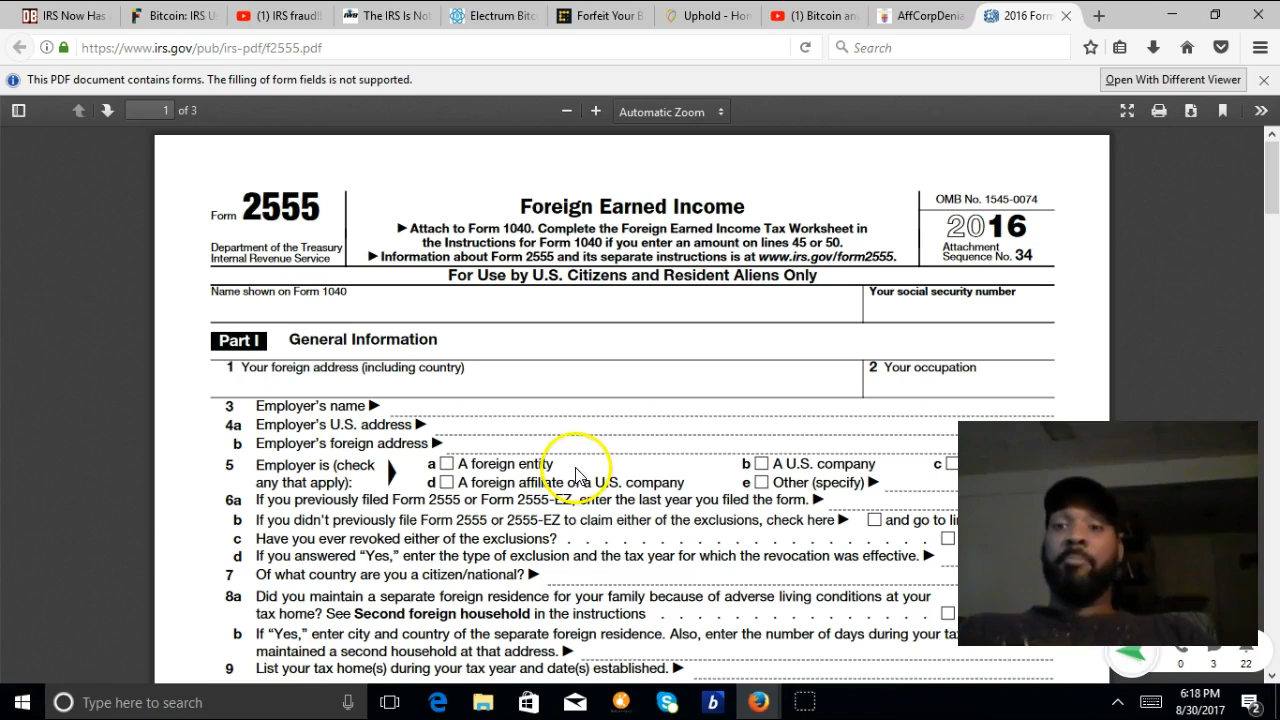 IRS Now Has
Bitcoin: IRS U
(1) IRS fraudl
The IRS Is No
Electrum Bitc
Forfeit Your B
Uphold - Hon
(1) Bitcoin an
AffCorpDenia
2016 Form
https://www.irs.gov/pub/irs-pdf/f2555.pdf
Search
This PDF document contains forms. The filling of form fields is not supported.
Open With Different Viewer
1 of 3
Automatic Zoom
Form 2555
Department of the Treasury
Internal Revenue Service
Foreign Earned Income
▶ Attach to Form 1040. Complete the Foreign Earned Income Tax Worksheet in
the Instructions for Form 1040 if you enter an amount on lines 45 or 50.
▶ Information about Form 2555 and its separate instructions is at www.irs.gov/form2555.
OMB No. 1545-0074
2016
Attachment
Sequence No. 34
For Use by U.S. Citizens and Resident Aliens Only
Name shown on Form 1040
Your social security number
Part I General Information
1 Your foreign address (including country)
2 Your occupation
3 Employer's name ▶
4a Employer's U.S. address ▶
b Employer's foreign address ▶
5 Employer is (check
any that apply):
a A foreign entity
b A U.S. company
c
d A foreign affiliate of a U.S. company
e Other (specify) ▶
6a If you previously filed Form 2555 or Form 2555-EZ, enter the last year you filed the form. ▶
b If you didn't previously file Form 2555 or 2555-EZ to claim either of the exclusions, check here ▶ and go to li
c Have you ever revoked either of the exclusions?
d If you answered "Yes," enter the type of exclusion and the tax year for which the revocation was effective. ▶
7 Of what country are you a citizen/national? ▶
8a Did you maintain a separate foreign residence for your family because of adverse living conditions at your
tax home? See Second foreign household in the instructions
b If "Yes," enter city and country of the separate foreign residence. Also, enter the number of days during your ta
maintained a second household at that address. ▶
9 List your tax home(s) during your tax year and date(s) established. ▶
0 3 22
Type here to search
6:18 PM
8/30/2017
2